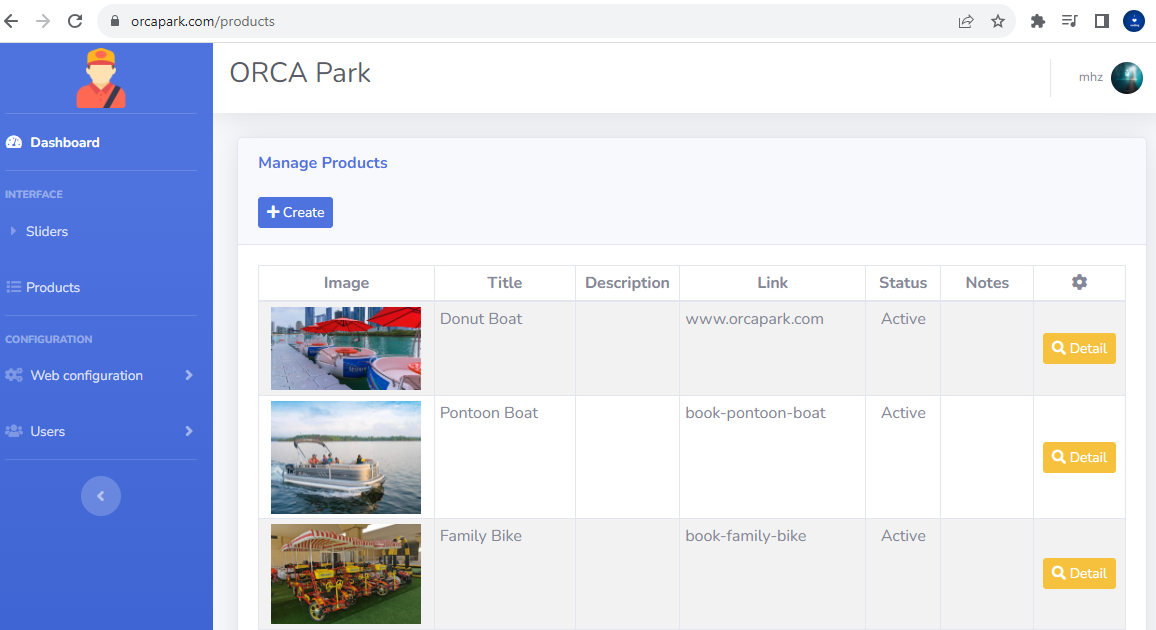 orcapark.com/products
ORCA Park
mhz
Dashboard
INTERFACE
Sliders
Products
CONFIGURATION
Web configuration
Users
Manage Products
Create
Image Title Description Link Status Notes
Donut Boat www.orcapark.com Active Detail
Pontoon Boat book-pontoon-boat Active Detail
Family Bike book-family-bike Active Detail